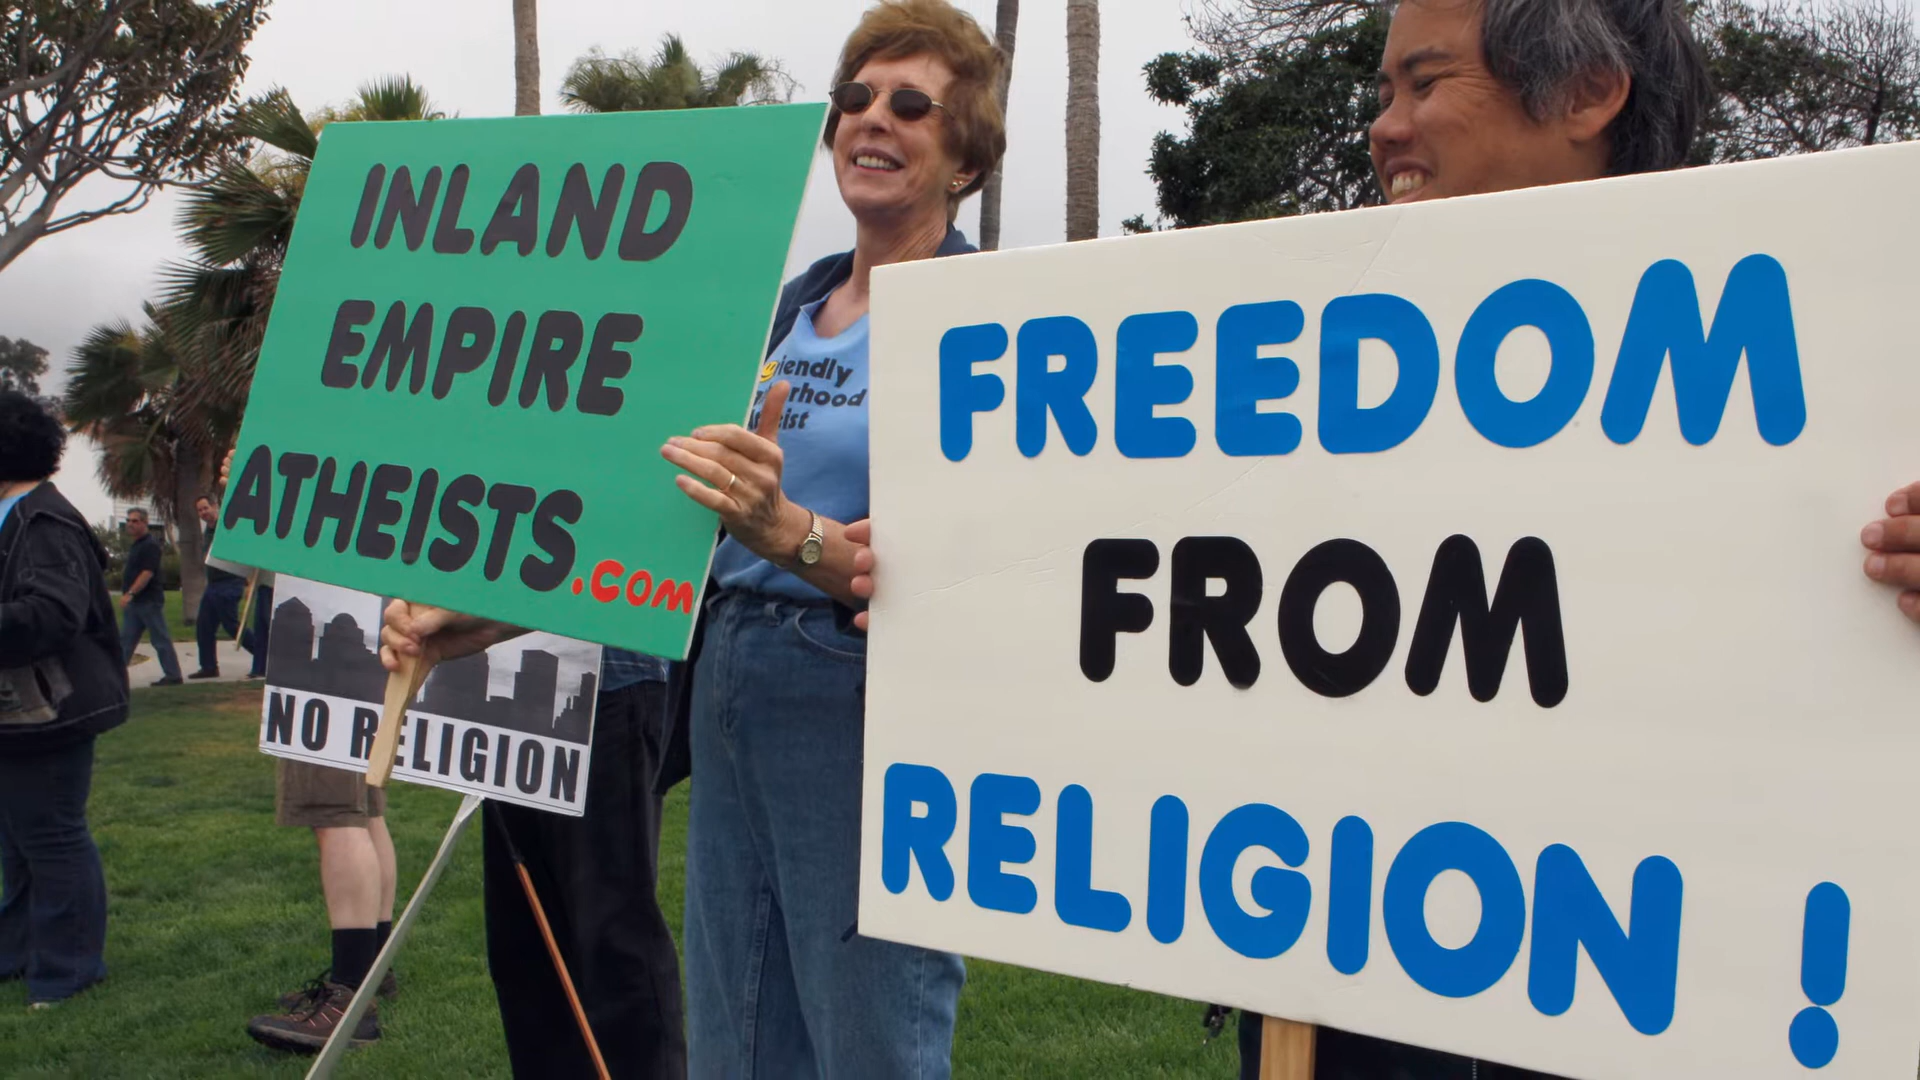 INLAND
EMPIRE
ATHEISTS.com
NO RELIGION
FREEDOM
FROM
RELIGION !